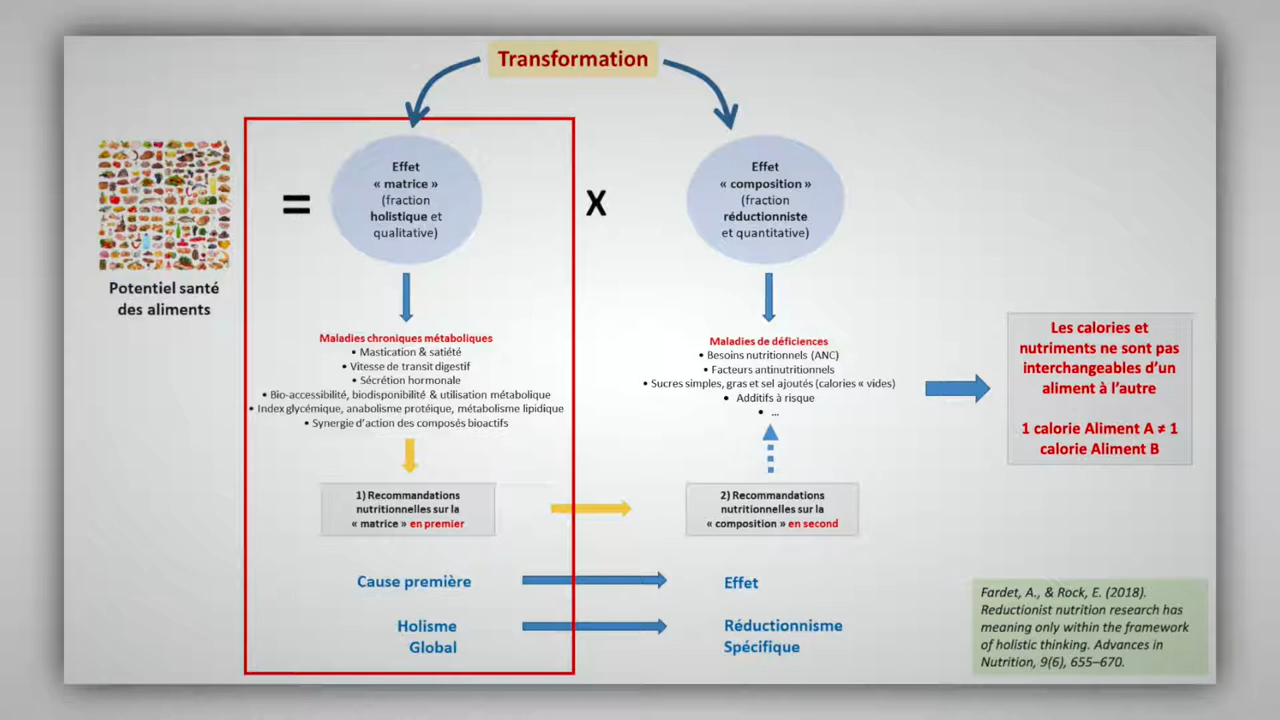 Transformation
Effet
« matrice »
(fraction
holistique et
qualitative)
=
X
Effet
« composition »
(fraction
réductionniste
et quantitative)
Potentiel santé
des aliments
Maladies chroniques métaboliques
• Mastication & satiété
• Vitesse de transit digestif
• Sécrétion hormonale
• Bio-accessibilité, biodisponibilité & utilisation métabolique
• Index glycémique, anabolisme protéique, métabolisme lipidique
• Synergie d'action des composés bioactifs
Maladies de déficiences
• Besoins nutritionnels (ANC)
• Facteurs antinutritionnels
• Sucres simples, gras et sel ajoutés (calories « vides)
• Additifs à risque
• ...
Les calories et
nutriments ne sont pas
interchangeables d'un
aliment à l'autre
1 calorie Aliment A ≠ 1
calorie Aliment B
1) Recommandations
nutritionnelles sur la
« matrice » en premier
2) Recommandations
nutritionnelles sur la
« composition » en second
Cause première
Effet
Holisme
Global
Réductionnisme
Spécifique
Fardet, A., & Rock, E. (2018).
Reductionist nutrition research has
meaning only within the framework
of holistic thinking. Advances in
Nutrition, 9(6), 655–670.